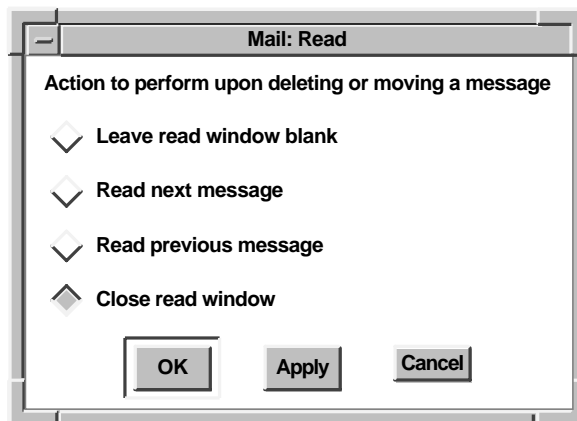 Mail: Read
Action to perform upon deleting or moving a message
Leave read window blank
Read next message
Read previous message
Close read window
OK Apply Cancel